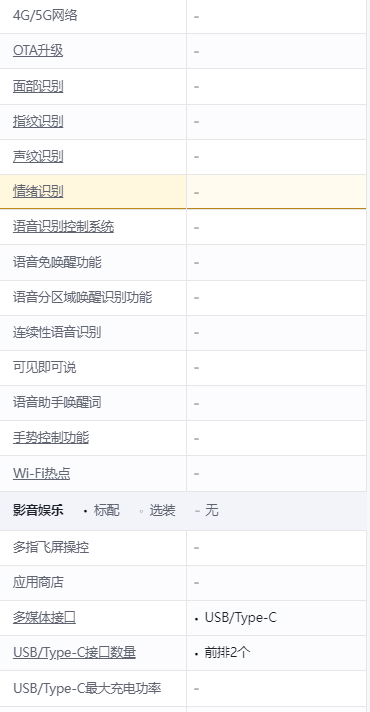 4G/5G网络 -
OTA升级 -
面部识别 -
指纹识别 -
声纹识别 -
情绪识别 -
语音识别控制系统 -
语音免唤醒功能 -
语音分区域唤醒识别功能 -
连续性语音识别 -
可见即可说 -
语音助手唤醒词 -
手势控制功能 -
Wi-Fi热点 -
影音娱乐 • 标配 ◦ 选装 - 无
多指飞屏操控 -
应用商店 -
多媒体接口 • USB/Type-C
USB/Type-C接口数量 • 前排2个
USB/Type-C最大充电功率 -